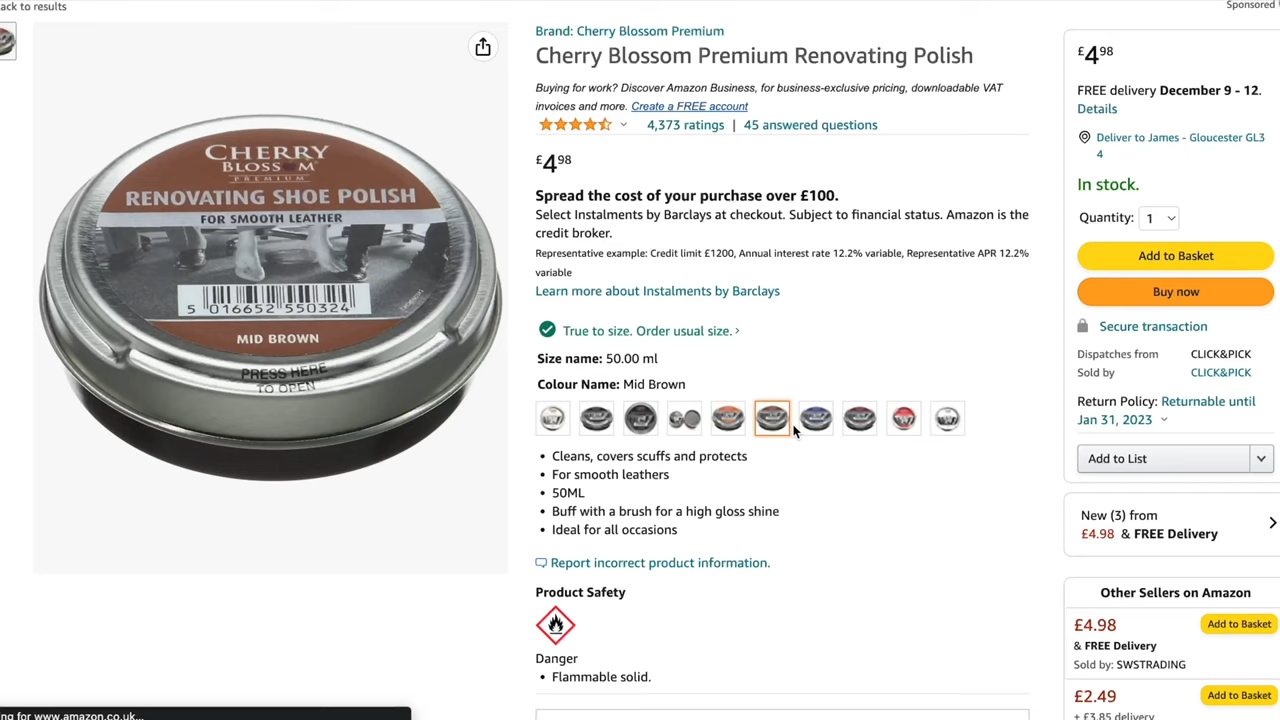 ack to results
Sponsored
CHERRY
BLOSSOM
PREMIUM
RENOVATING SHOE POLISH
FOR SMOOTH LEATHER
5 016652 550324
MID BROWN
PRESS HERE
TO OPEN
Brand: Cherry Blossom Premium
Cherry Blossom Premium Renovating Polish
Buying for work? Discover Amazon Business, for business-exclusive pricing, downloadable VAT
invoices and more. Create a FREE account
4,373 ratings | 45 answered questions
£4 98
Spread the cost of your purchase over £100.
Select Instalments by Barclays at checkout. Subject to financial status. Amazon is the
credit broker.
Representative example: Credit limit £1200, Annual interest rate 12.2% variable, Representative APR 12.2%
variable
Learn more about Instalments by Barclays
True to size. Order usual size. ›
Size name: 50.00 ml
Colour Name: Mid Brown
• Cleans, covers scuffs and protects
• For smooth leathers
• 50ML
• Buff with a brush for a high gloss shine
• Ideal for all occasions
Report incorrect product information.
Product Safety
Danger
• Flammable solid.
£4 98
FREE delivery December 9 - 12.
Details
Deliver to James - Gloucester GL3
4
In stock.
Quantity: 1
Add to Basket
Buy now
Secure transaction
Dispatches from CLICK&PICK
Sold by CLICK&PICK
Return Policy: Returnable until
Jan 31, 2023
Add to List
New (3) from
£4.98 & FREE Delivery
Other Sellers on Amazon
£4.98 Add to Basket
& FREE Delivery
Sold by: SWSTRADING
£2.49 Add to Basket
+ £3.85 delivery
ng for www.amazon.co.uk...